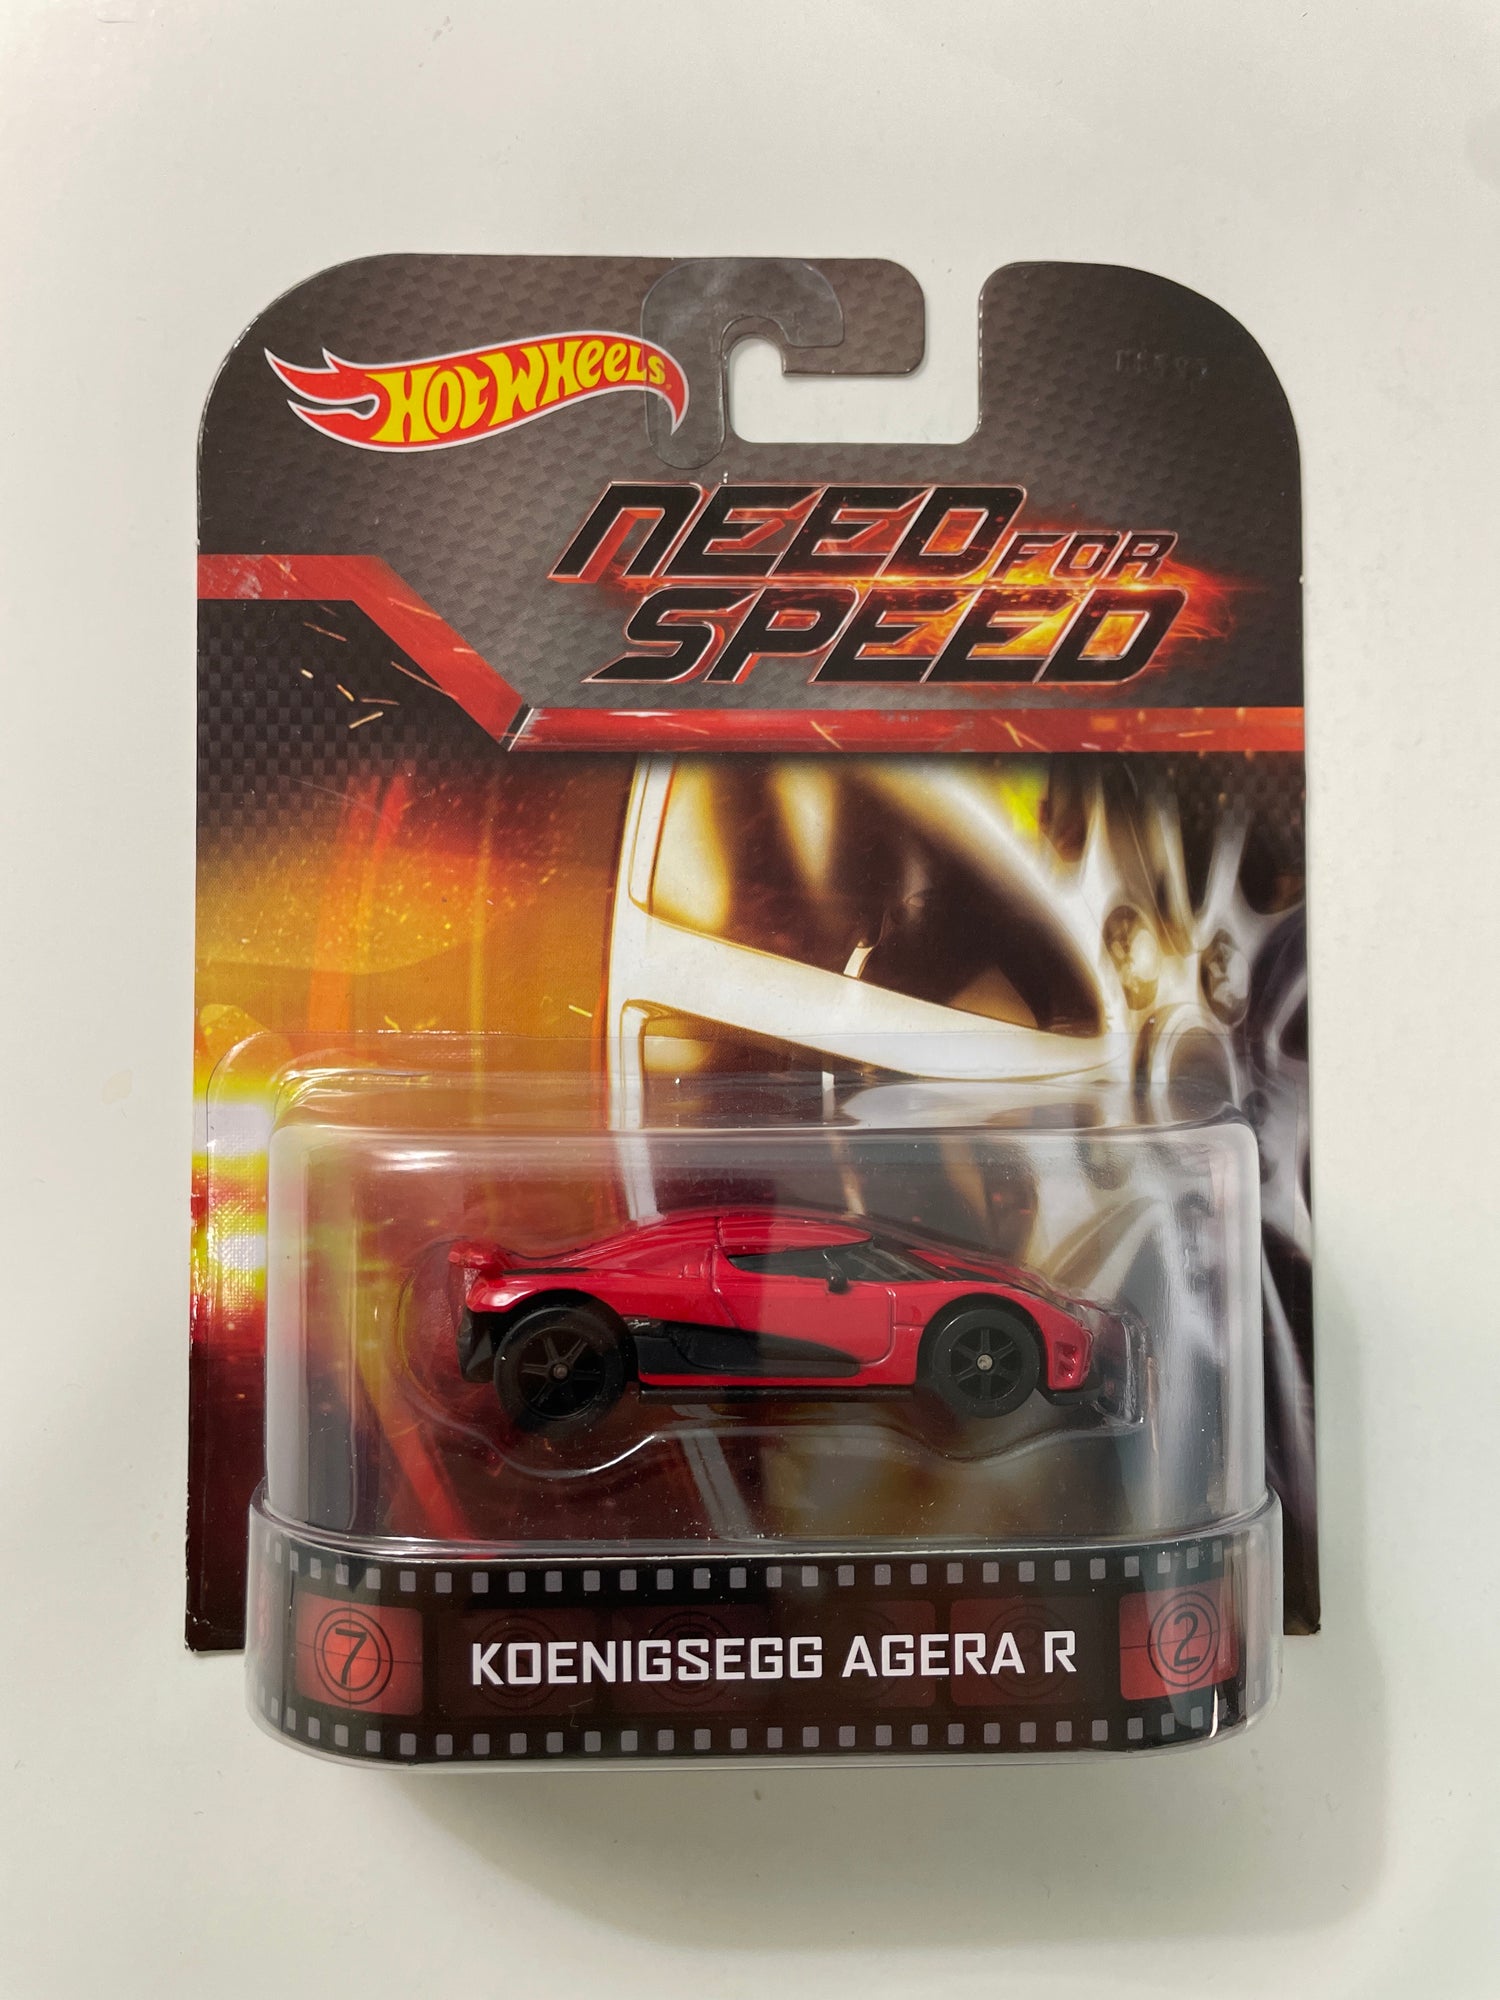 HOT WHEELS
NEED FOR
SPEED
7
KOENIGSEGG AGERA R
2